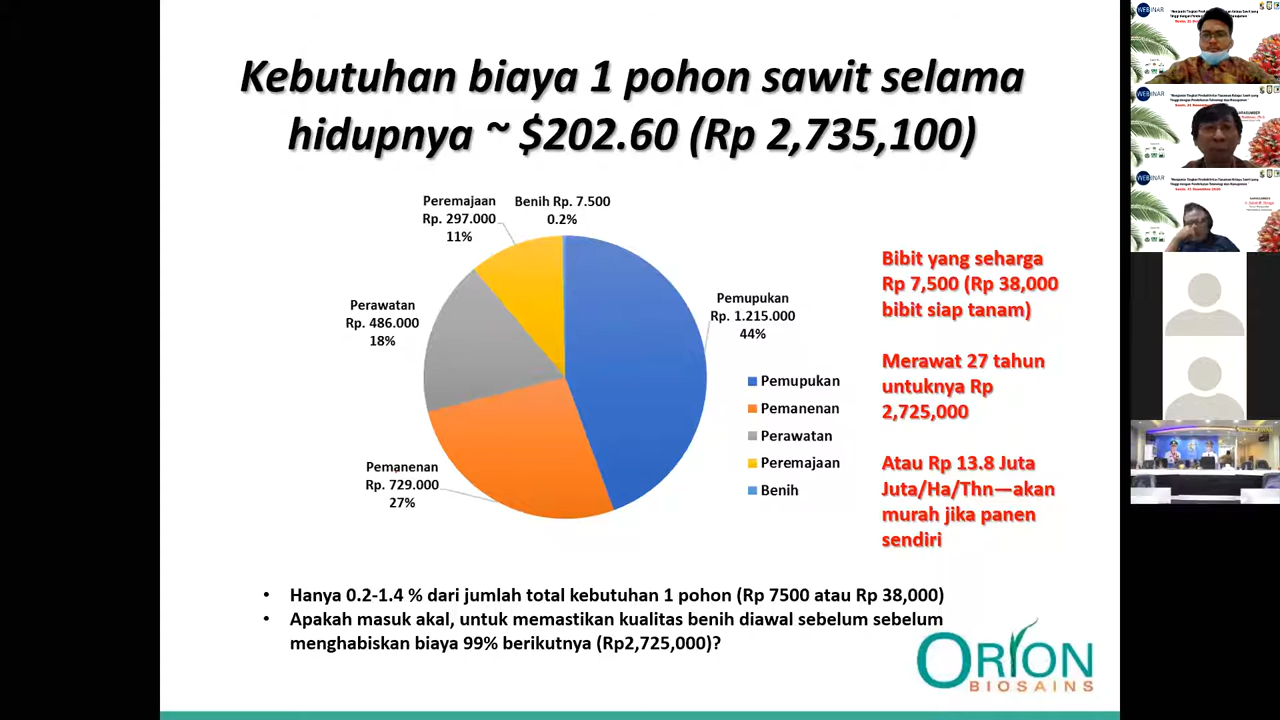 Kebutuhan biaya 1 pohon sawit selama
hidupnya ~ $202.60 (Rp 2,735,100)
Peremajaan
Rp. 297.000
11%
Benih Rp. 7.500
0.2%
Perawatan
Rp. 486.000
18%
Pemupukan
Rp. 1.215.000
44%
Pemanenan
Rp. 729.000
27%
Pemupukan
Pemanenan
Perawatan
Peremajaan
Benih
Bibit yang seharga
Rp 7,500 (Rp 38,000
bibit siap tanam)
Merawat 27 tahun
untuknya Rp
2,725,000
Atau Rp 13.8 Juta
Juta/Ha/Thn—akan
murah jika panen
sendiri
• Hanya 0.2-1.4 % dari jumlah total kebutuhan 1 pohon (Rp 7500 atau Rp 38,000)
• Apakah masuk akal, untuk memastikan kualitas benih diawal sebelum sebelum
menghabiskan biaya 99% berikutnya (Rp2,725,000)?
ORION
BIOSAINS
WEBINAR
WEBINAR
WEBINAR